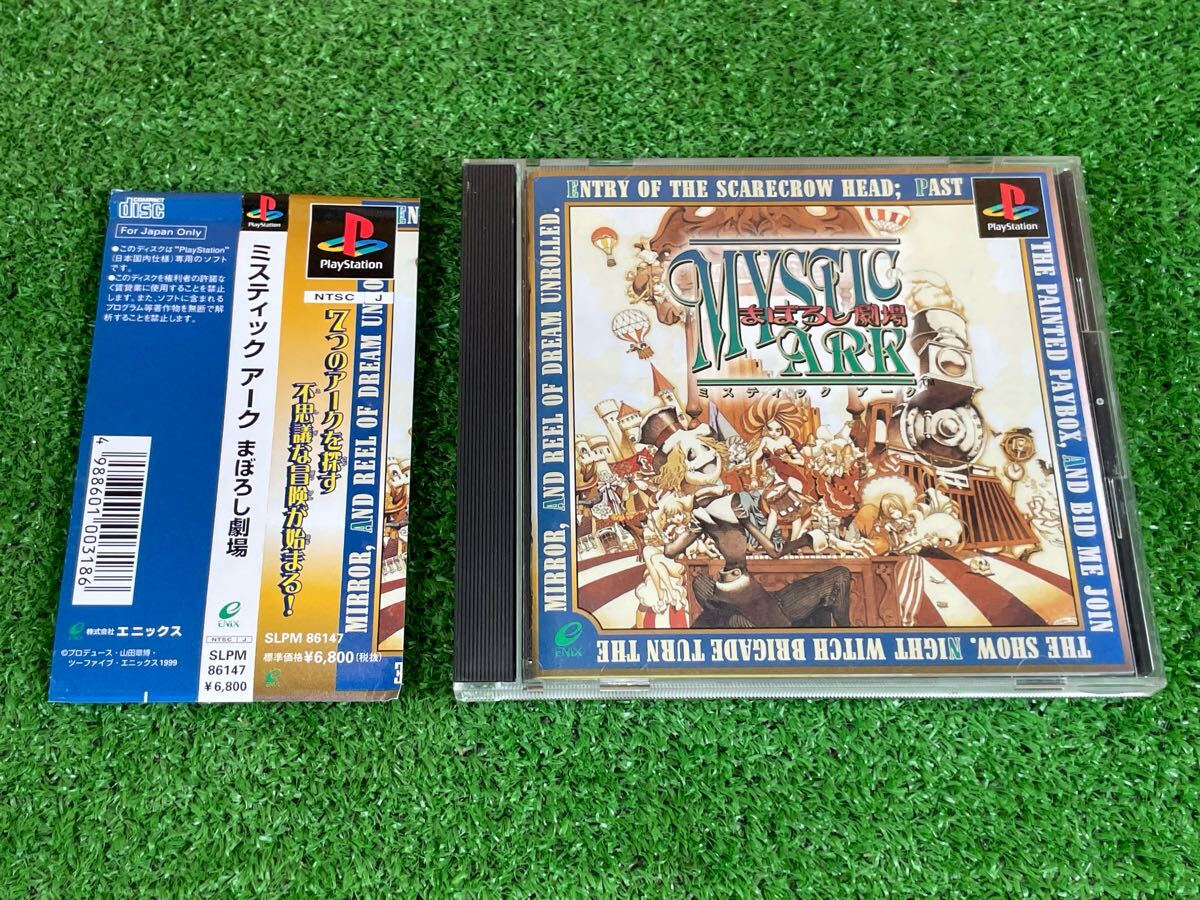 COMPACT
disc
For Japan Only
●このディスクは"PlayStation"
(日本国内仕様)専用のソフト
です。
●このディスクを権利者の許諾な
く賃貸業に使用することを禁止
します。また、ソフトに含まれる
プログラム等著作物を無断で解
析することを禁止します。
4 988601 003186
株式会社 エニックス
©プロデュース・山田章博・
ツーファイブ・エニックス1999
PlayStation
ミスティック アーク まぼろし劇場
ENIX
NTSC J
SLPM
86147
¥6,800
PlayStation
NTSC J
7つのアークを探す
不思議な冒険が始まる!
SLPM 86147
標準価格¥6,800(税抜)
ENIX
EN
MIRROR, AND REEL OF DREAM UNRO
ENTRY OF THE SCARECROW HEAD; PAST
THE PAINTED PAYBOX, AND BID ME JOIN
THE SHOW. NIGHT WITCH BRIGADE TURN THE
MIRROR, AND REEL OF DREAM UNROLLED.
PlayStation
MYSTIC
まぼろし劇場
ARK
ミスティック アーク
TM
ENIX